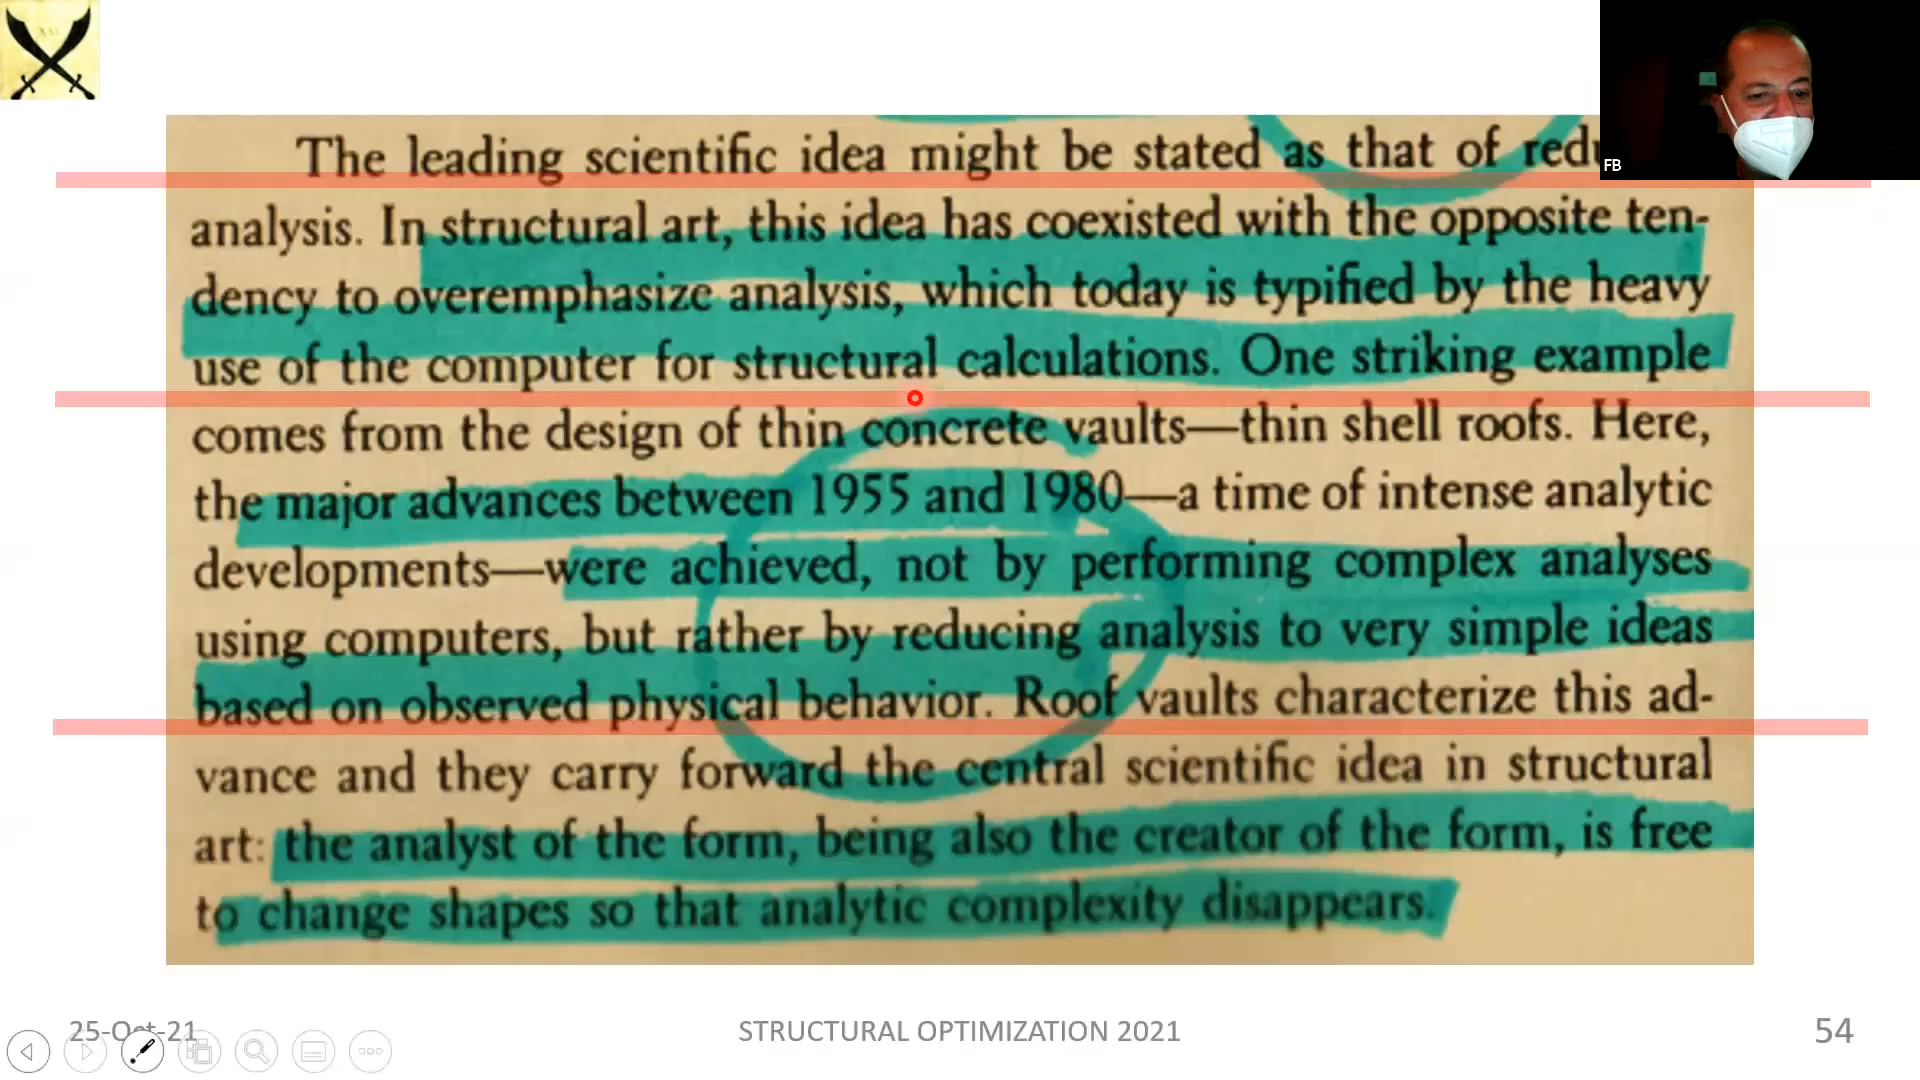 The leading scientific idea might be stated as that of
analysis. In structural art, this idea has coexisted with the opposite ten-
dency to overemphasize analysis, which today is typified by the heavy
use of the computer for structural calculations. One striking example
comes from the design of thin concrete vaults—thin shell roofs. Here,
the major advances between 1955 and 1980—a time of intense analytic
developments—were achieved, not by performing complex analyses
using computers, but rather by reducing analysis to very simple ideas
based on observed physical behavior. Roof vaults characterize this ad-
vance and they carry forward the central scientific idea in structural
art: the analyst of the form, being also the creator of the form, is free
to change shapes so that analytic complexity disappears.
FB
25-Oct-21
STRUCTURAL OPTIMIZATION 2021
54